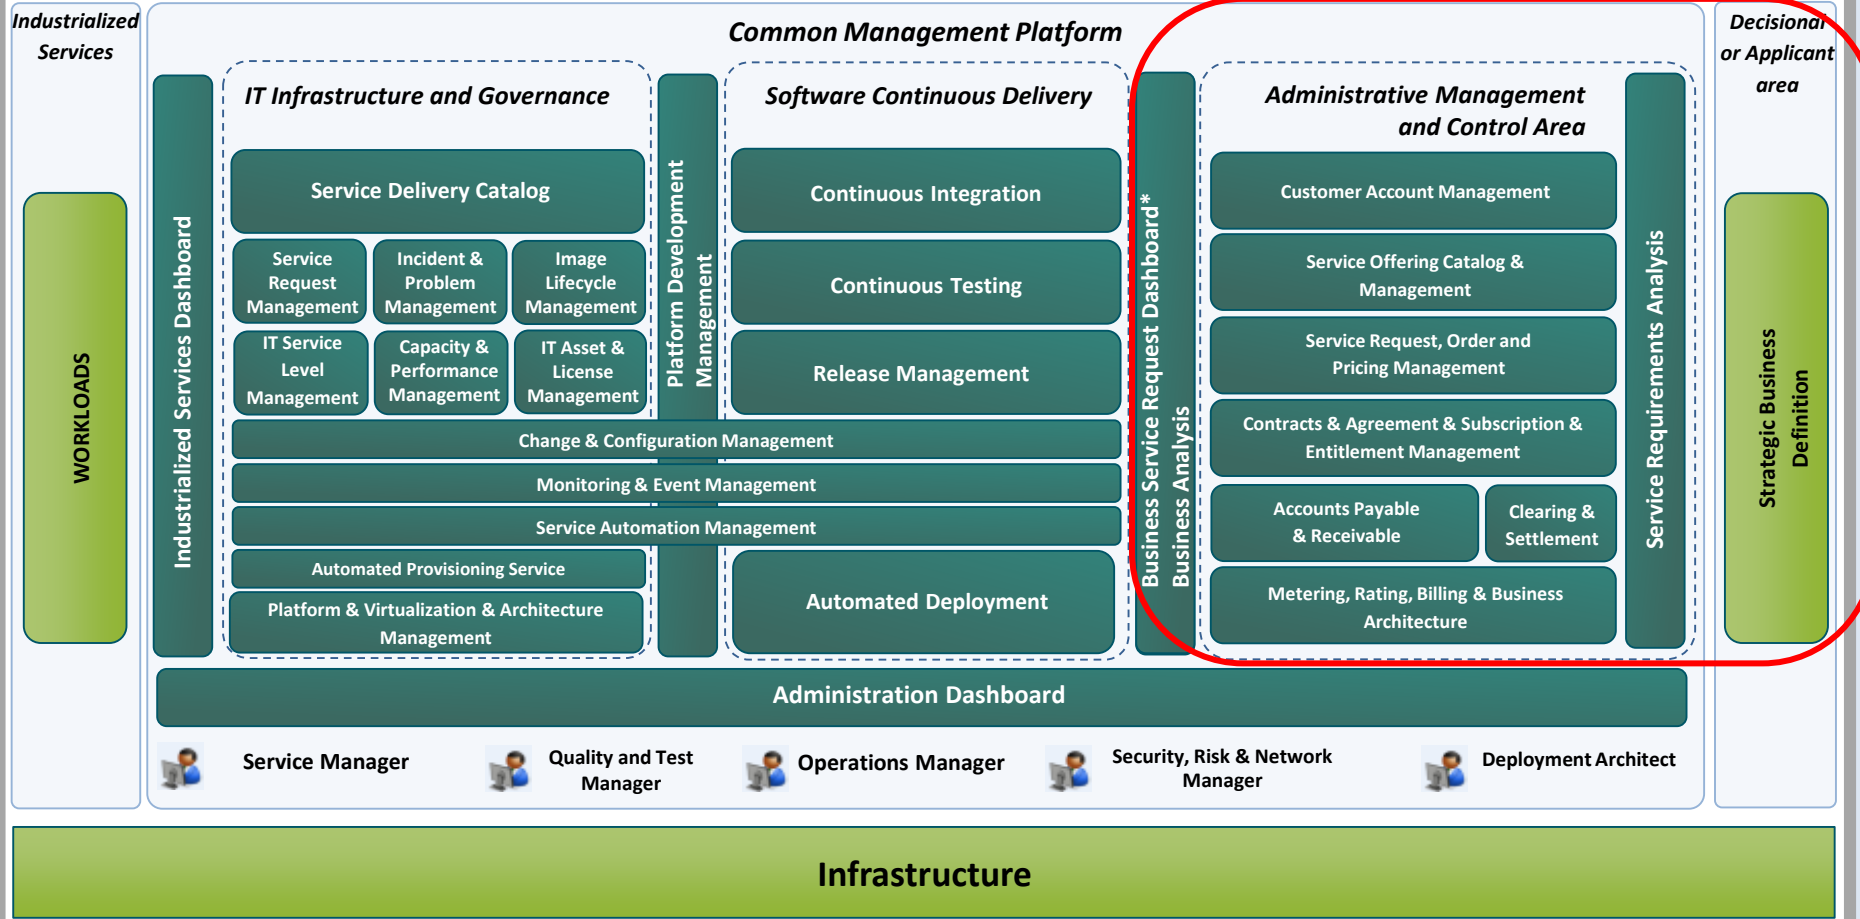 Industrialized
Services
WORKLOADS
Common Management Platform
Industrialized Services Dashboard
IT Infrastructure and Governance
Service Delivery Catalog
Service
Request
Management
Incident &
Problem
Management
Image
Lifecycle
Management
IT Service
Level
Management
Capacity &
Performance
Management
IT Asset &
License
Management
Change & Configuration Management
Monitoring & Event Management
Service Automation Management
Automated Provisioning Service
Platform & Virtualization & Architecture
Management
Platform Development
Management
Software Continuous Delivery
Continuous Integration
Continuous Testing
Release Management
Automated Deployment
Business Service Request Dashboard*
Business Analysis
Administrative Management
and Control Area
Customer Account Management
Service Offering Catalog &
Management
Service Request, Order and
Pricing Management
Contracts & Agreement & Subscription &
Entitlement Management
Accounts Payable
& Receivable
Clearing &
Settlement
Metering, Rating, Billing & Business
Architecture
Service Requirements Analysis
Decisional
or Applicant
area
Strategic Business
Definition
Administration Dashboard
Service Manager
Quality and Test
Manager
Operations Manager
Security, Risk & Network
Manager
Deployment Architect
Infrastructure